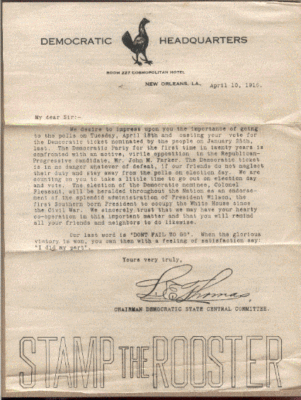 DEMOCRATIC HEADQUARTERS
ROOM 227 COSMOPOLITAN HOTEL
NEW ORLEANS, LA., April 10, 1916.
My dear Sir:-
We desire to impress upon you the importance of going
to the polls on Tuesday, April 18th and casting your vote for
the Democratic ticket nominated by the people on January 25th,
last. The Democratic Party for the first time in twenty years is
confronted with an active, virile opposition in the Republican-
Progressive candidate, Mr. John M. Parker. The Democratic ticket
is in no danger whatever of defeat, if our friends do not neglect
their duty and stay away from the polls on election day. We are
counting on you to take a little time to go out on election day
and vote. The election of the Democratic nominee, Colonel
Pleasant, will be heralded throughout the Nation as an endorse-
ment of the splendid administration of President Wilson, the
first Southern born President to occupy the White House since
the Civil War. We sincerely trust that we may have your hearty
co-operation in this important matter and that you will remind
all your friends and neighbors to do likewise.
Our last word is "DONT FAIL TO GO". When the glorious
victory is won, you can then with a feeling of satisfaction say:
"I did my part".
Yours very truly,
Lee E Thomas
CHAIRMAN DEMOCRATIC STATE CENTRAL COMMITTEE.
STAMP THE ROOSTER